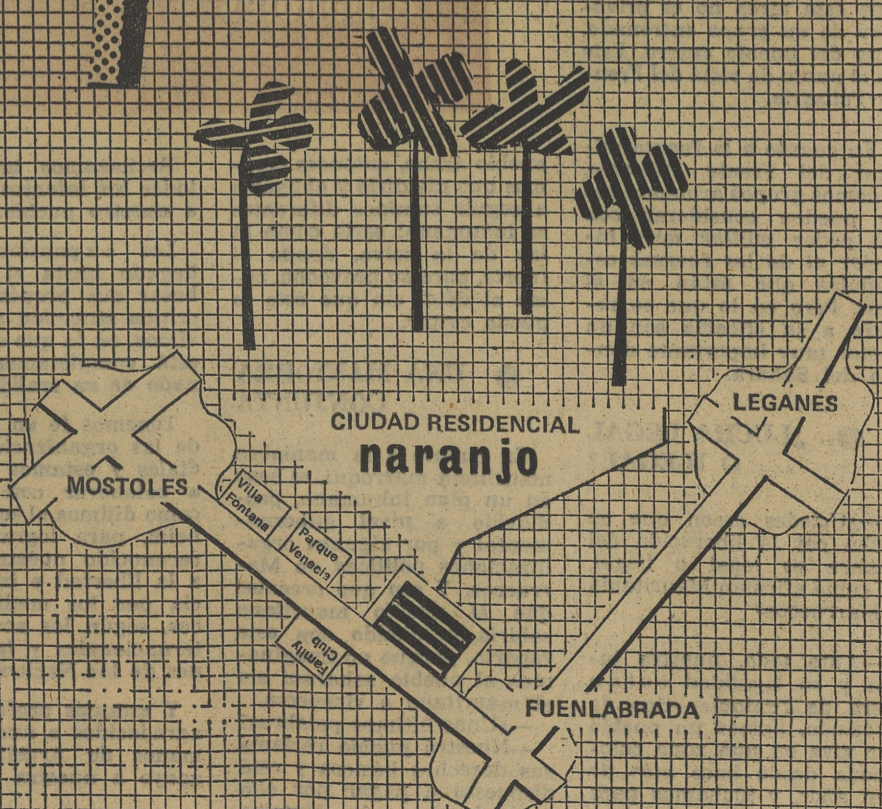 CIUDAD RESIDENCIAL
naranjo
LEGANES
MOSTOLES
Villa
Fontana
Parque
Venecia
Family
Club
FUENLABRADA